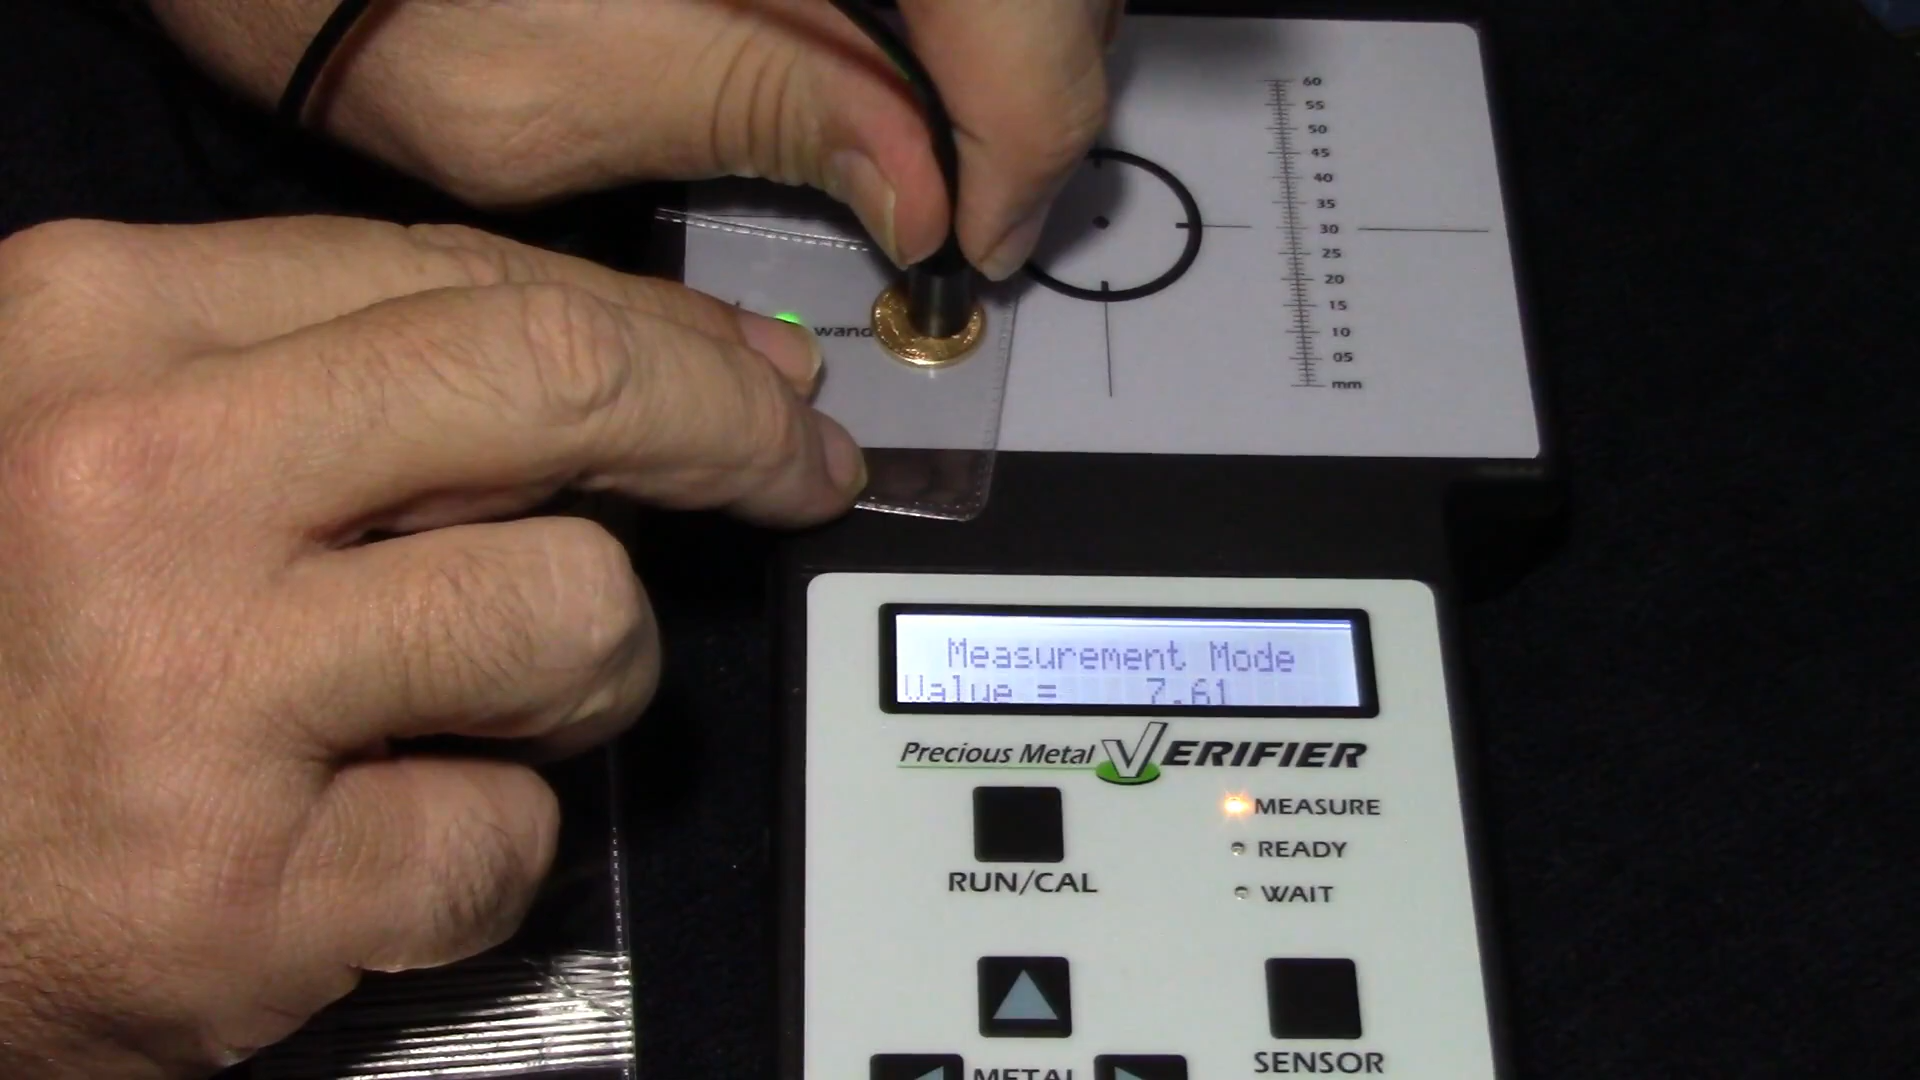 60
55
50
45
40
35
30
25
20
15
10
05
mm
wand
Measurement Mode
Value = 7.61
Precious Metal VERIFIER
MEASURE
READY
WAIT
RUN/CAL
SENSOR
METAL